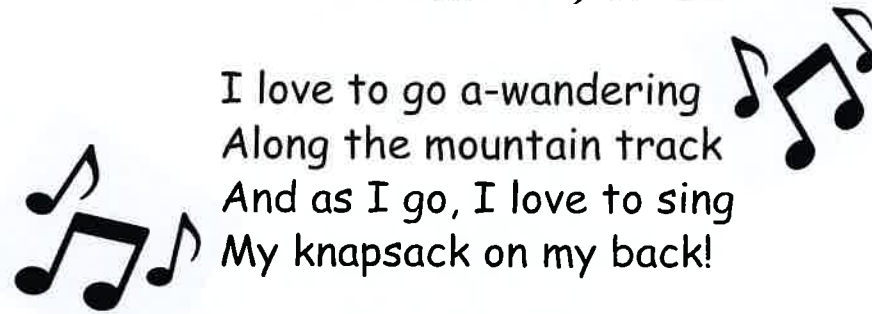 I love to go a-wandering
Along the mountain track
And as I go, I love to sing
My knapsack on my back!